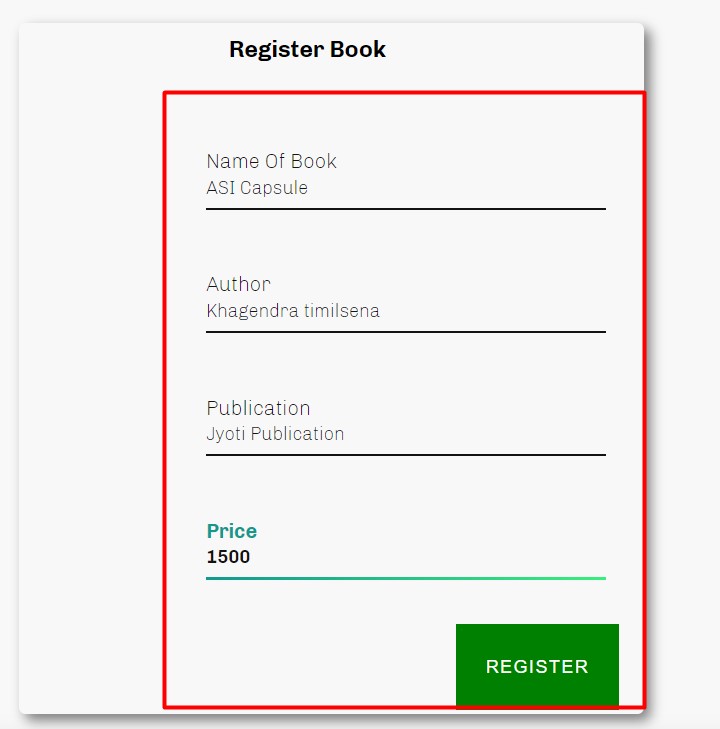 Register Book
Name Of Book
ASI Capsule
Author
Khagendra timilsena
Publication
Jyoti Publication
Price
1500
REGISTER